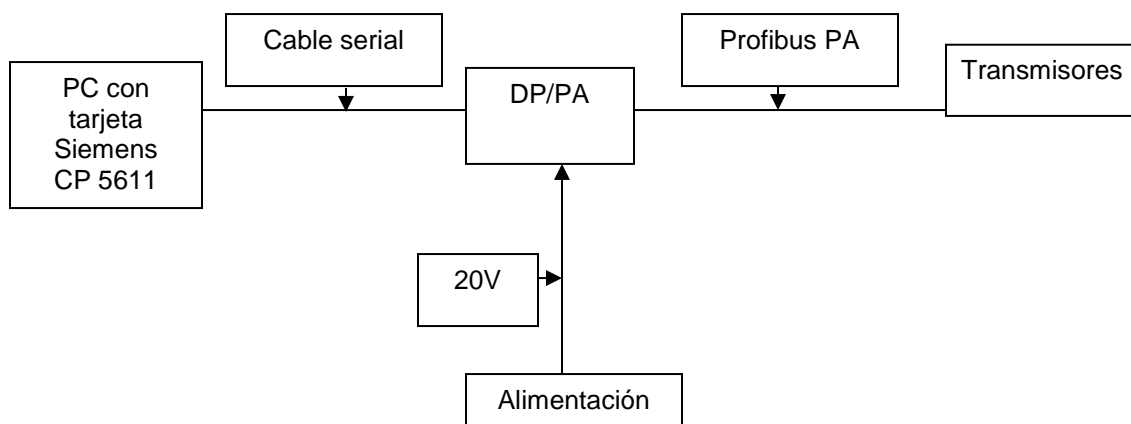 Cable serial
Profibus PA
PC con
tarjeta
Siemens
CP 5611
DP/PA
Transmisores
20V
Alimentación